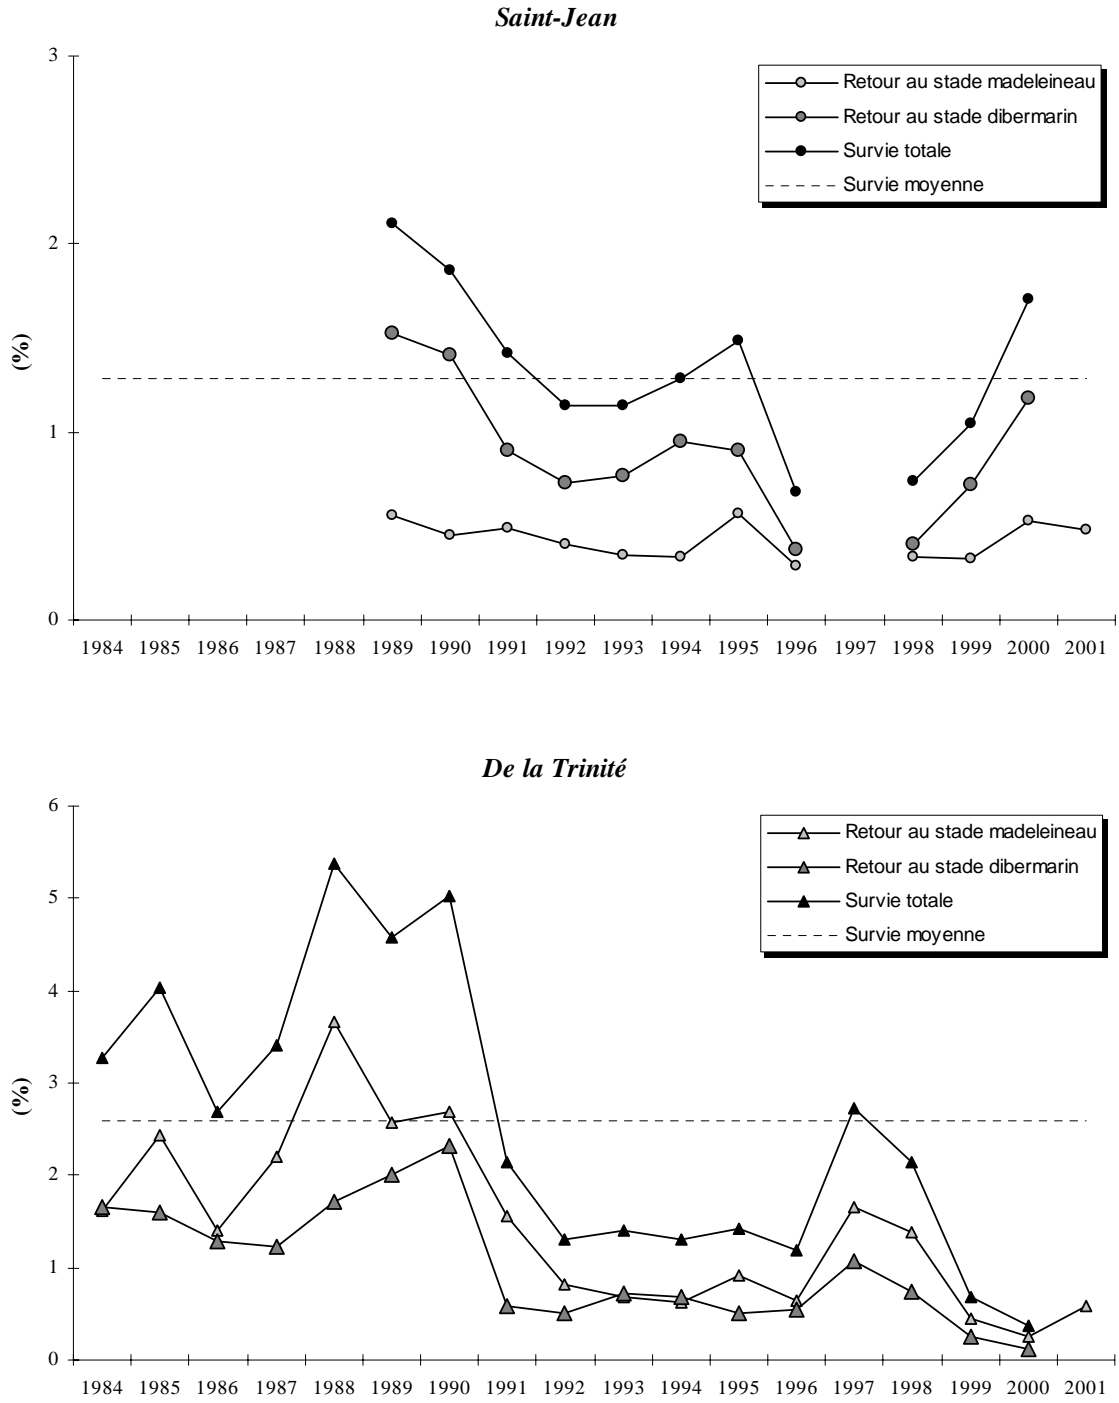 Saint-Jean
3
Retour au stade madeleineau
Retour au stade dibermarin
Survie totale
Survie moyenne
2
(%)
1
0
1984 1985 1986 1987 1988 1989 1990 1991 1992 1993 1994 1995 1996 1997 1998 1999 2000 2001
De la Trinité
6
Retour au stade madeleineau
Retour au stade dibermarin
Survie totale
Survie moyenne
5
4
3
(%)
2
1
0
1984 1985 1986 1987 1988 1989 1990 1991 1992 1993 1994 1995 1996 1997 1998 1999 2000 2001